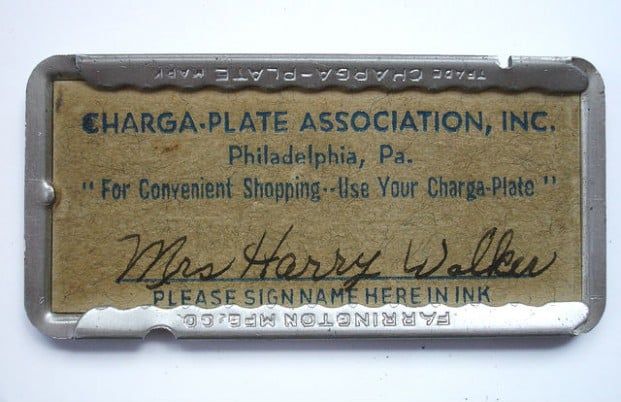 TRADE CHARGA-PLATE MARK
CHARGA-PLATE ASSOCIATION, INC.
Philadelphia, Pa.
"For Convenient Shopping--Use Your Charga-Plate"
Mrs Harry Walker
PLEASE SIGN NAME HERE IN INK
FARRINGTON MFG. CO.